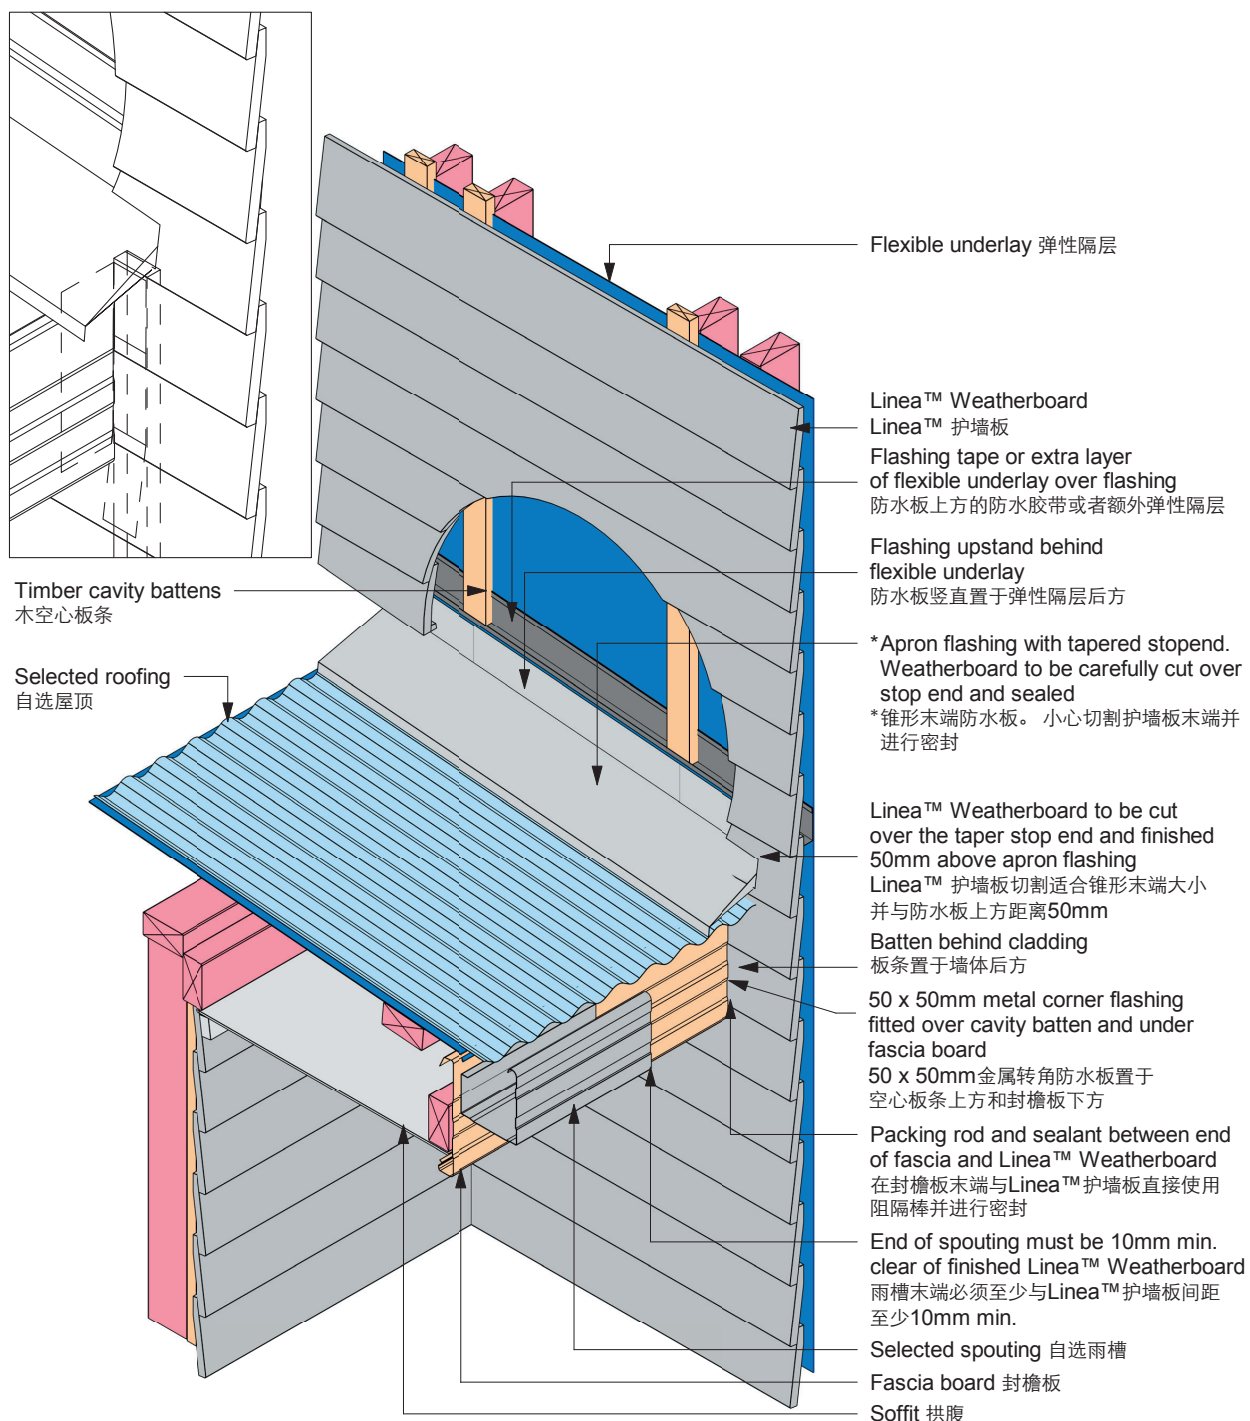 Flexible underlay 弹性隔层
Linea™ Weatherboard
Linea™ 护墙板
Flashing tape or extra layer
of flexible underlay over flashing
防水板上方的防水胶带或者额外弹性隔层
Flashing upstand behind
flexible underlay
防水板竖直置于弹性隔层后方
Timber cavity battens
木空心板条
*Apron flashing with tapered stopend.
Weatherboard to be carefully cut over
stop end and sealed
*锥形末端防水板。 小心切割护墙板末端并
进行密封
Selected roofing
自选屋顶
Linea™ Weatherboard to be cut
over the taper stop end and finished
50mm above apron flashing
Linea™ 护墙板切割适合锥形末端大小
并与防水板上方距离50mm
Batten behind cladding
板条置于墙体后方
50 x 50mm metal corner flashing
fitted over cavity batten and under
fascia board
50 x 50mm金属转角防水板置于
空心板条上方和封檐板下方
Packing rod and sealant between end
of fascia and Linea™ Weatherboard
在封檐板末端与Linea™护墙板直接使用
阻隔棒并进行密封
End of spouting must be 10mm min.
clear of finished Linea™ Weatherboard
雨槽末端必须至少与Linea™护墙板间距
至少10mm min.
Selected spouting 自选雨槽
Fascia board 封檐板
Soffit 拱腹